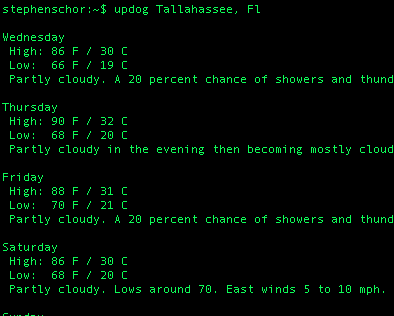 stephenschor:~$ updog Tallahassee, Fl
Wednesday
High: 86 F / 30 C
Low: 66 F / 19 C
Partly cloudy. A 20 percent chance of showers and thund
Thursday
High: 90 F / 32 C
Low: 68 F / 20 C
Partly cloudy in the evening then becoming mostly cloud
Friday
High: 88 F / 31 C
Low: 70 F / 21 C
Partly cloudy. A 20 percent chance of showers and thund
Saturday
High: 86 F / 30 C
Low: 68 F / 20 C
Partly cloudy. Lows around 70. East winds 5 to 10 mph.